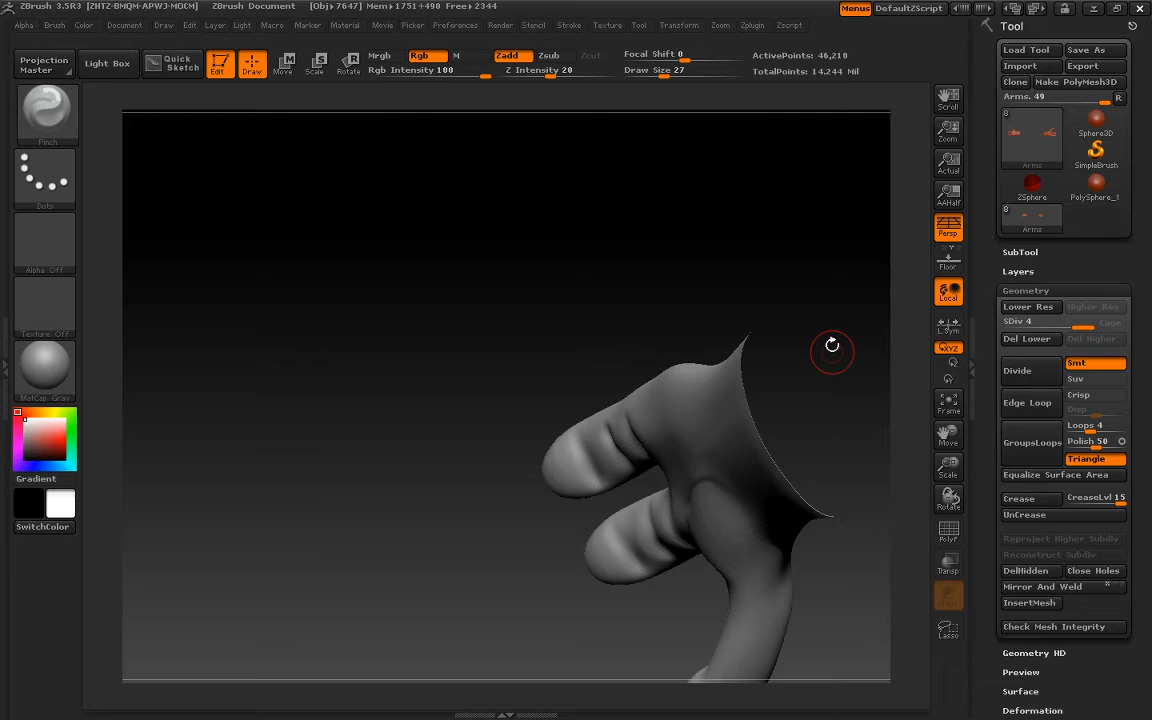 ZBrush 3.5R3 [ZHTZ-BMQM-APWJ-MOCM] ZBrush Document [Obj>7647] Mem>1751+490 Free>2344
Menus DefaultZScript
Alpha Brush Color Document Draw Edit Layer Light Macro Marker Material Movie Picker Preferences Render Stencil Stroke Texture Tool Transform Zoom Zplugin Zscript
Projection Master
Light Box
Quick Sketch
Edit Draw Move Scale Rotate
Mrgb Rgb M
Rgb Intensity 100
Zadd Zsub Zcut
Z Intensity 20
Focal Shift 0
Draw Size 27
ActivePoints: 46,210
TotalPoints: 14.244 Mil
Pinch
Dots
Alpha Off
Texture Off
MatCap Gray
Gradient
SwitchColor
Scroll
Zoom
Actual
AAHalf
Persp
Floor
Local
L.Sym
XYZ
Frame
Move
Scale
Rotate
PolyF
Transp
Lasso
Tool
Load Tool Save As
Import Export
Clone Make PolyMesh3D
Arms. 49 R
8
Arms
Sphere3D
SimpleBrush
ZSphere
PolySphere_1
8
Arms
SubTool
Layers
Geometry
Lower Res Higher Res
SDiv 4 Cage
Del Lower Del Higher
Divide Smt
Suv
Edge Loop Crisp
Disp
GroupsLoops Loops 4
Polish 50
Triangle
Equalize Surface Area
Crease CreaseLvl 15
UnCrease
Reproject Higher Subdiv
Reconstruct Subdiv
DelHidden Close Holes
Mirror And Weld
InsertMesh
Check Mesh Integrity
Geometry HD
Preview
Surface
Deformation